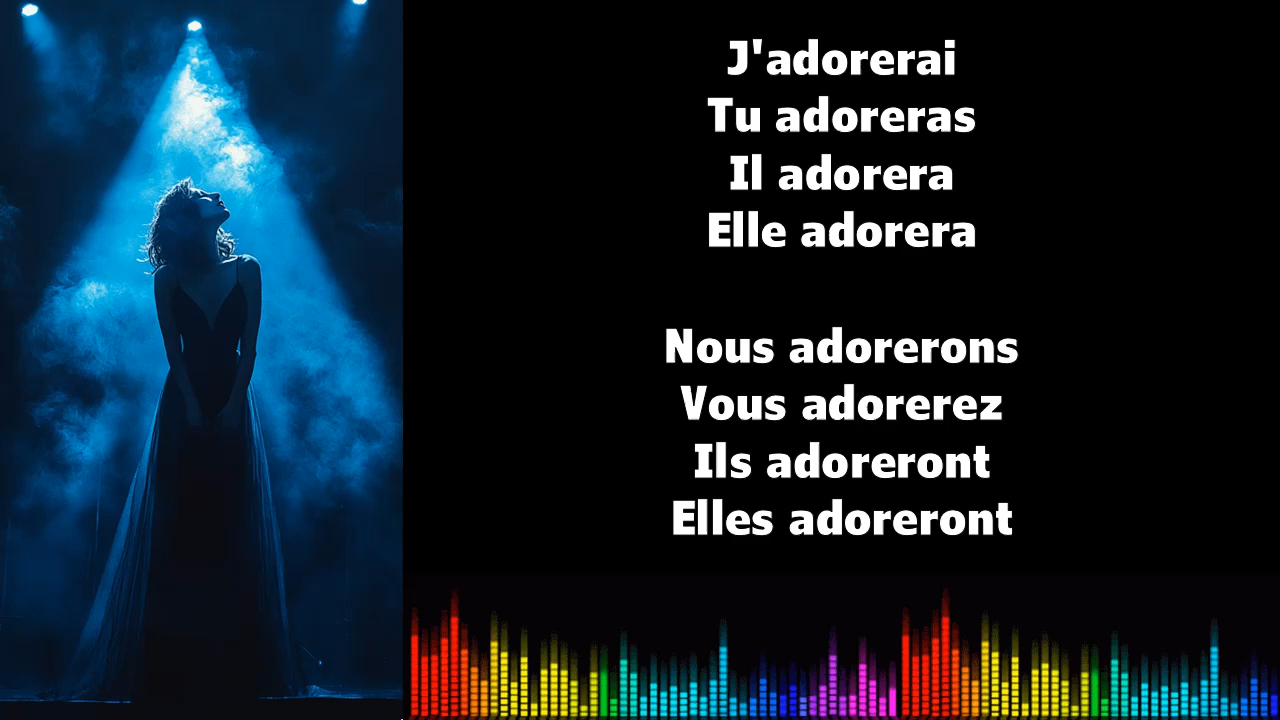 J'adorerai
Tu adoreras
Il adorera
Elle adorera
Nous adorerons
Vous adorerez
Ils adoreront
Elles adoreront